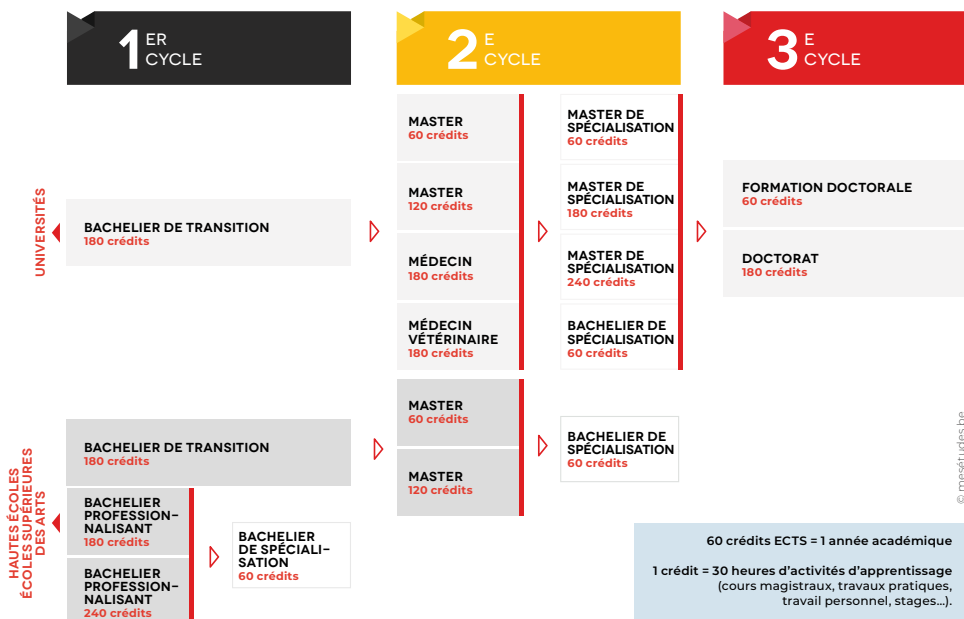 1 ER CYCLE
2 E CYCLE
3 E CYCLE
UNIVERSITÉS
BACHELIER DE TRANSITION
180 crédits
MASTER
60 crédits
MASTER
120 crédits
MÉDECIN
180 crédits
MÉDECIN
VÉTÉRINAIRE
180 crédits
MASTER DE
SPÉCIALISATION
60 crédits
MASTER DE
SPÉCIALISATION
180 crédits
MASTER DE
SPÉCIALISATION
240 crédits
BACHELIER DE
SPÉCIALISATION
60 crédits
FORMATION DOCTORALE
60 crédits
DOCTORAT
180 crédits
HAUTES ÉCOLES
ÉCOLES SUPÉRIEURES
DES ARTS
BACHELIER DE TRANSITION
180 crédits
BACHELIER
PROFESSION–
NALISANT
180 crédits
BACHELIER
PROFESSION–
NALISANT
240 crédits
BACHELIER
DE SPÉCIALI–
SATION
60 crédits
MASTER
60 crédits
MASTER
120 crédits
BACHELIER DE
SPÉCIALISATION
60 crédits
60 crédits ECTS = 1 année académique
1 crédit = 30 heures d’activités d’apprentissage
(cours magistraux, travaux pratiques,
travail personnel, stages...).
© mesétudes.be